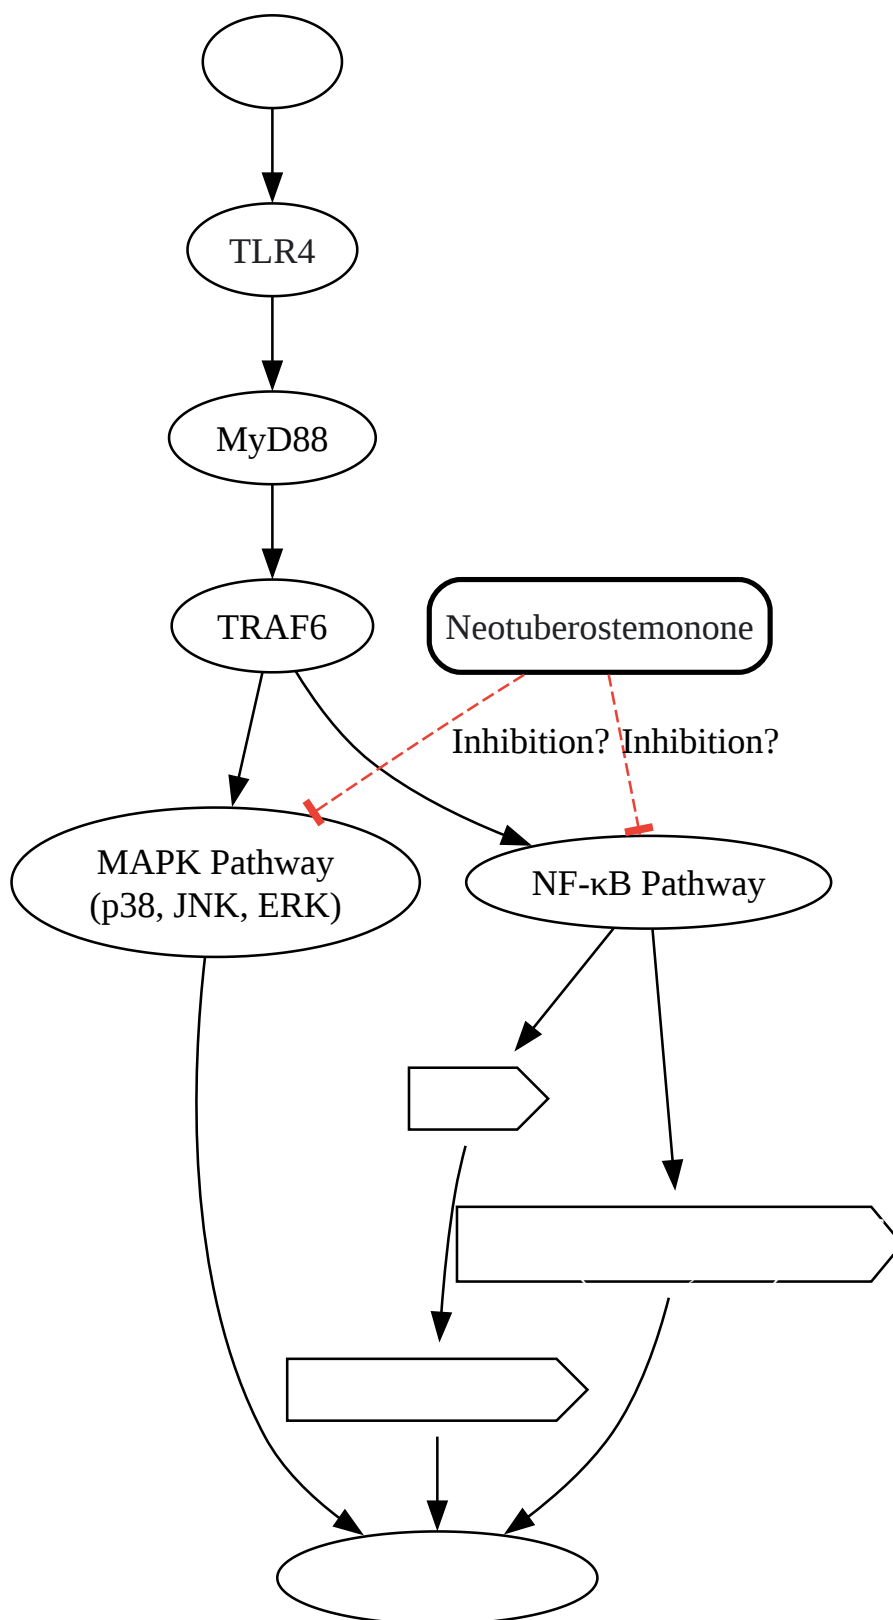 TLR4
MyD88
TRAF6
Neotuberostemonone
Inhibition?
Inhibition?
MAPK Pathway
(p38, JNK, ERK)
NF-κB Pathway